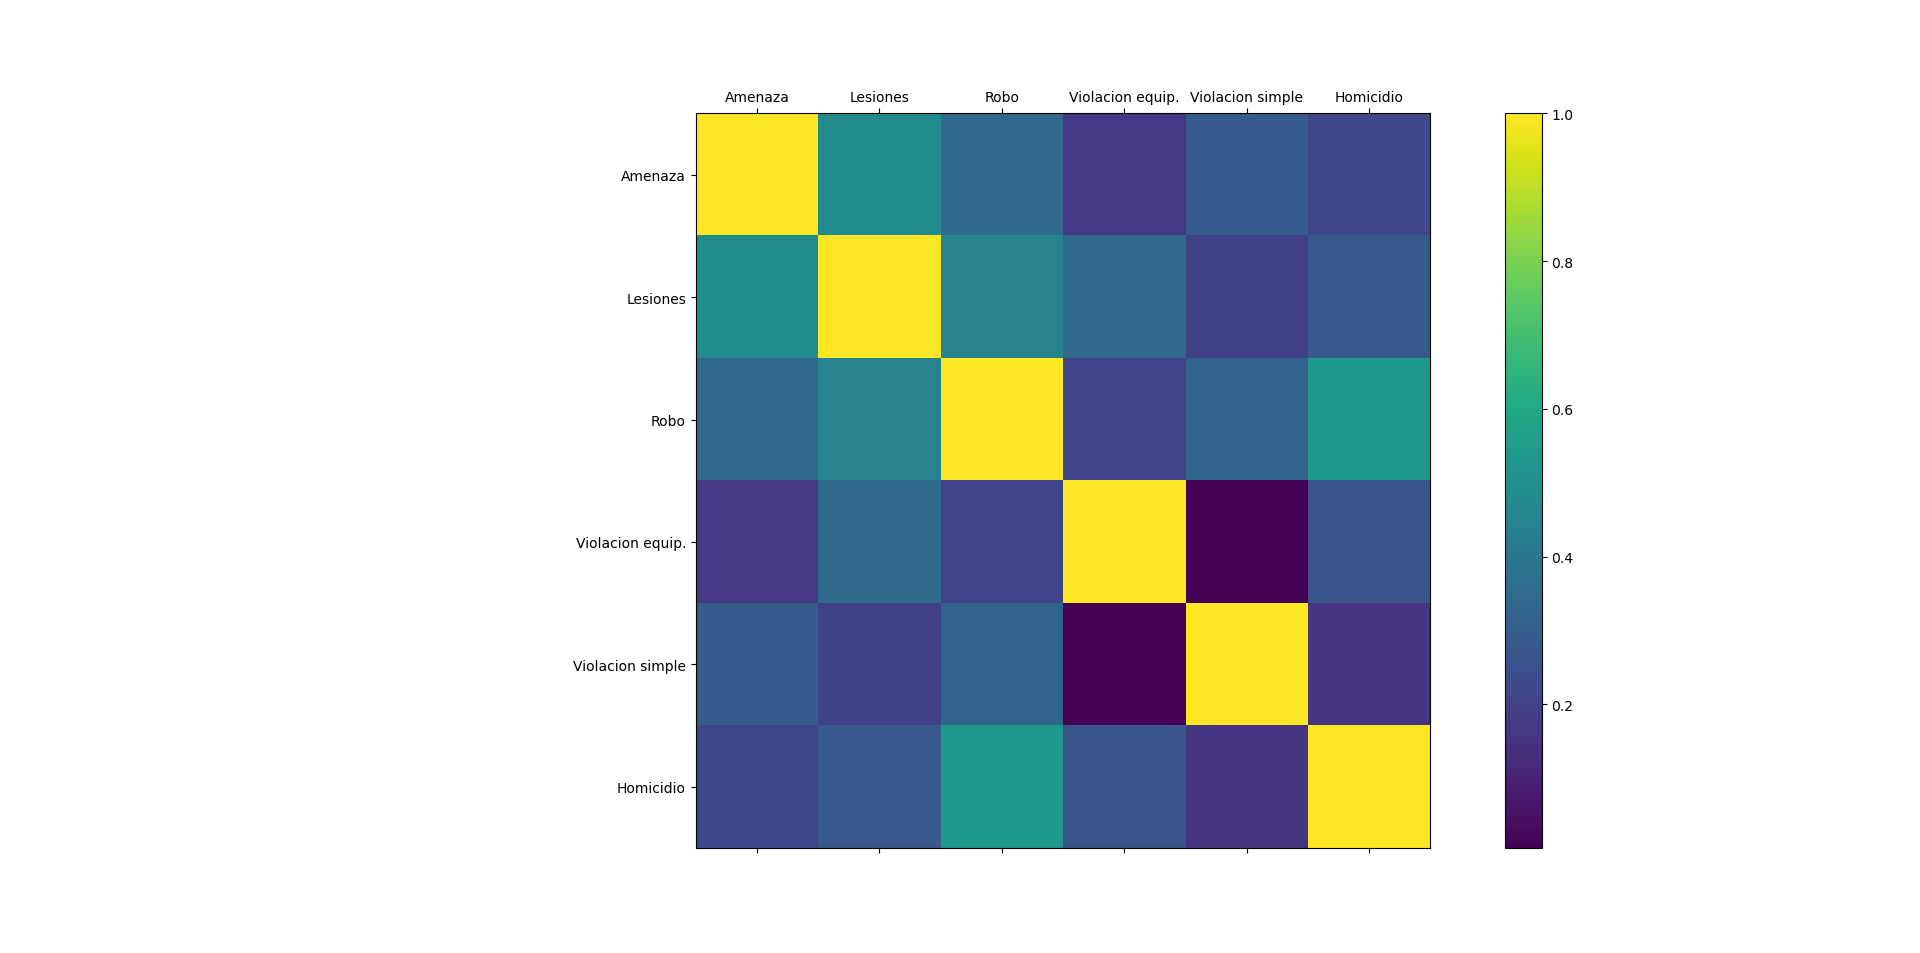 Amenaza Lesiones Robo Violacion equip. Violacion simple Homicidio
Amenaza
Lesiones
Robo
Violacion equip.
Violacion simple
Homicidio
1.0
0.8
0.6
0.4
0.2